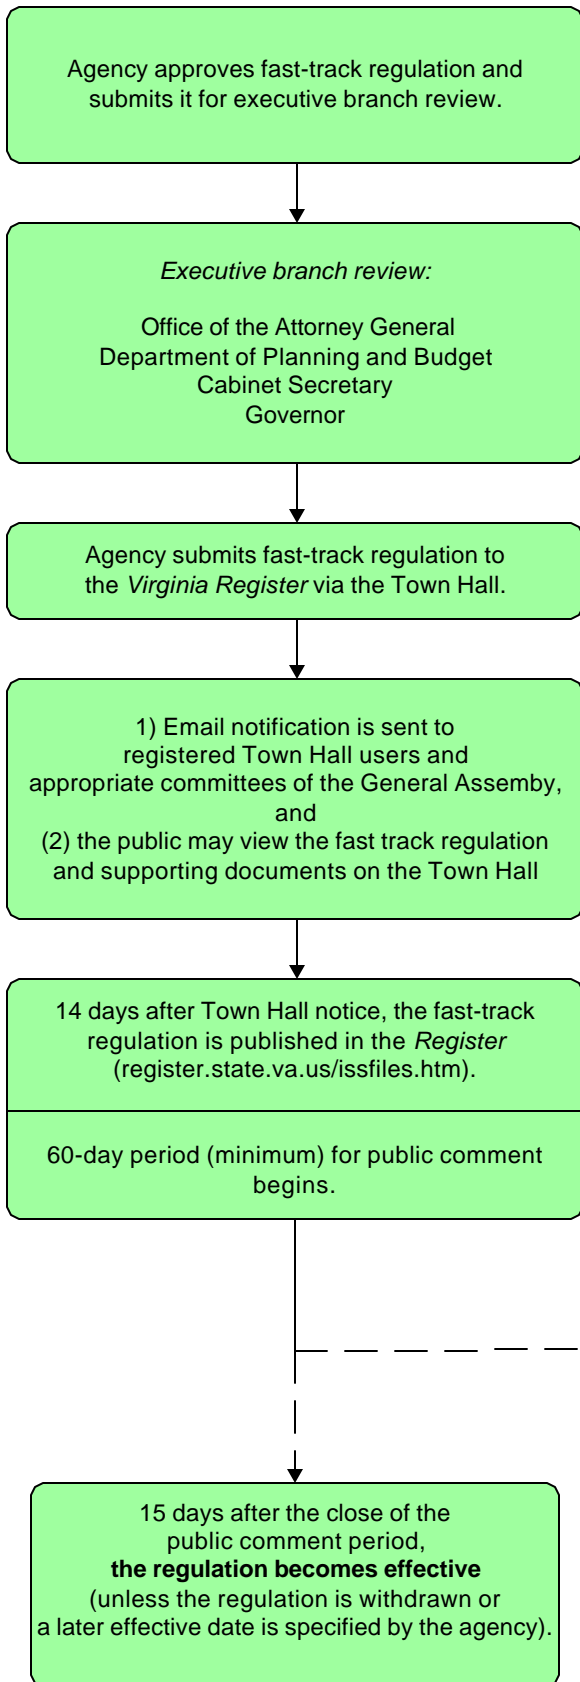 Agency approves fast-track regulation and
submits it for executive branch review.
Executive branch review:
Office of the Attorney General
Department of Planning and Budget
Cabinet Secretary
Governor
Agency submits fast-track regulation to
the Virginia Register via the Town Hall.
1) Email notification is sent to
registered Town Hall users and
appropriate committees of the General Assemby,
and
(2) the public may view the fast track regulation
and supporting documents on the Town Hall
14 days after Town Hall notice, the fast-track
regulation is published in the Register
(register.state.va.us/issfiles.htm).
60-day period (minimum) for public comment
begins.
15 days after the close of the
public comment period,
the regulation becomes effective
(unless the regulation is withdrawn or
a later effective date is specified by the agency).